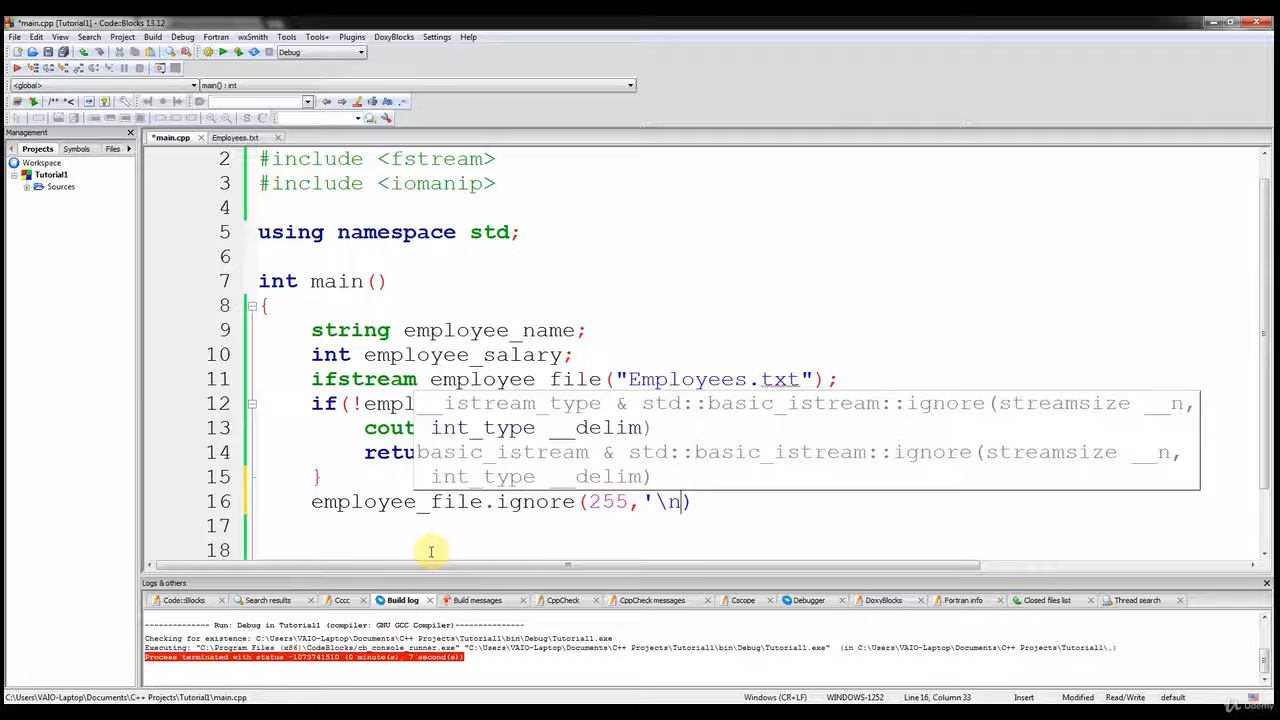 *main.cpp [Tutorial1] - Code::Blocks 13.12
File Edit View Search Project Build Debug Fortran wxSmith Tools Tools+ Plugins DoxyBlocks Settings Help
Debug
<global> main() : int
/** *<
S C
Management
*main.cpp Employees.txt
Projects Symbols Files
Workspace
Tutorial1
Sources
2 #include <fstream>
3 #include <iomanip>
4
5 using namespace std;
6
7 int main()
8 {
9 string employee_name;
10 int employee_salary;
11 ifstream employee_file("Employees.txt");
12 if(!empl
__istream_type & std::basic_istream::ignore(streamsize __n,
13 cout
int_type __delim)
14 retu
basic_istream & std::basic_istream::ignore(streamsize __n,
15 }
int_type __delim)
16 employee_file.ignore(255,'\n)
17
18
Logs & others
Code::Blocks Search results Cccc Build log Build messages CppCheck CppCheck messages Cscope Debugger DoxyBlocks Fortran info Closed files list Thread search
-------------- Run: Debug in Tutorial1 (compiler: GNU GCC Compiler)---------------
Checking for existence: C:\Users\VAIO-Laptop\Documents\C++ Projects\Tutorial1\bin\Debug\Tutorial1.exe
Executing: "C:\Program Files (x86)\CodeBlocks/cb_console_runner.exe" "C:\Users\VAIO-Laptop\Documents\C++ Projects\Tutorial1\bin\Debug\Tutorial1.exe" (in C:\Users\VAIO-Laptop\Documents\C++ Projects\Tutorial1\.)
Process terminated with status -1073741510 (0 minute(s), 7 second(s))
C:\Users\VAIO-Laptop\Documents\C++ Projects\Tutorial1\main.cpp Windows (CR+LF) WINDOWS-1252 Line 16, Column 33 Insert Modified Read/Write default
Udemy